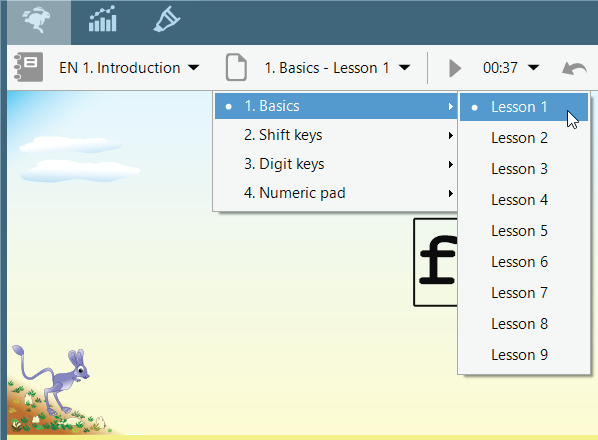 EN 1. Introduction
1. Basics - Lesson 1
00:37
1. Basics
2. Shift keys
3. Digit keys
4. Numeric pad
Lesson 1
Lesson 2
Lesson 3
Lesson 4
Lesson 5
Lesson 6
Lesson 7
Lesson 8
Lesson 9
f